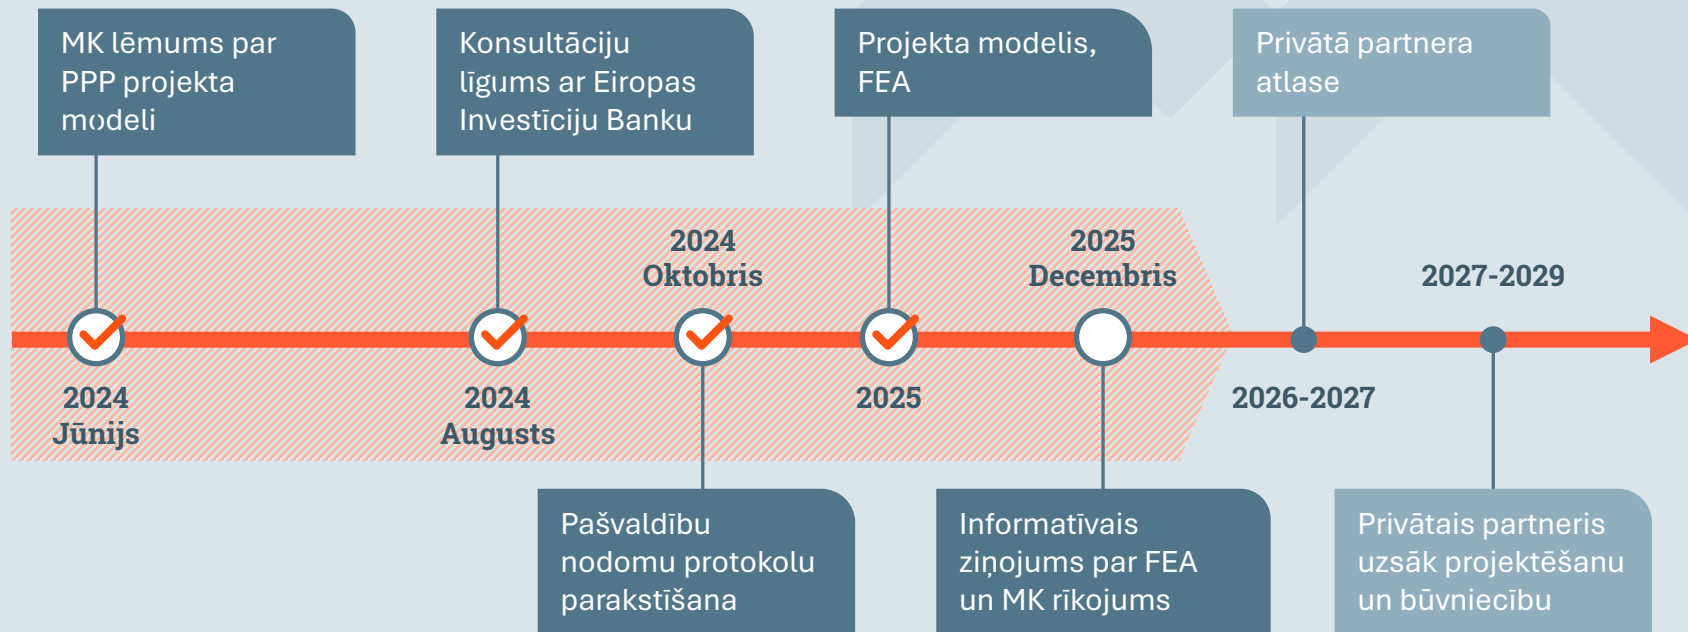 MK lēmums par
PPP projekta
modeli
Konsultāciju
līgums ar Eiropas
Investīciju Banku
Projekta modelis,
FEA
Privātā partnera
atlase
2024
Oktobris
2025
Decembris
2027-2029
2024
Jūnijs
2024
Augusts
2025
2026-2027
Pašvaldību
nodomu protokolu
parakstīšana
Informatīvais
ziņojums par FEA
un MK rīkojums
Privātais partneris
uzsāk projektēšanu
un būvniecību